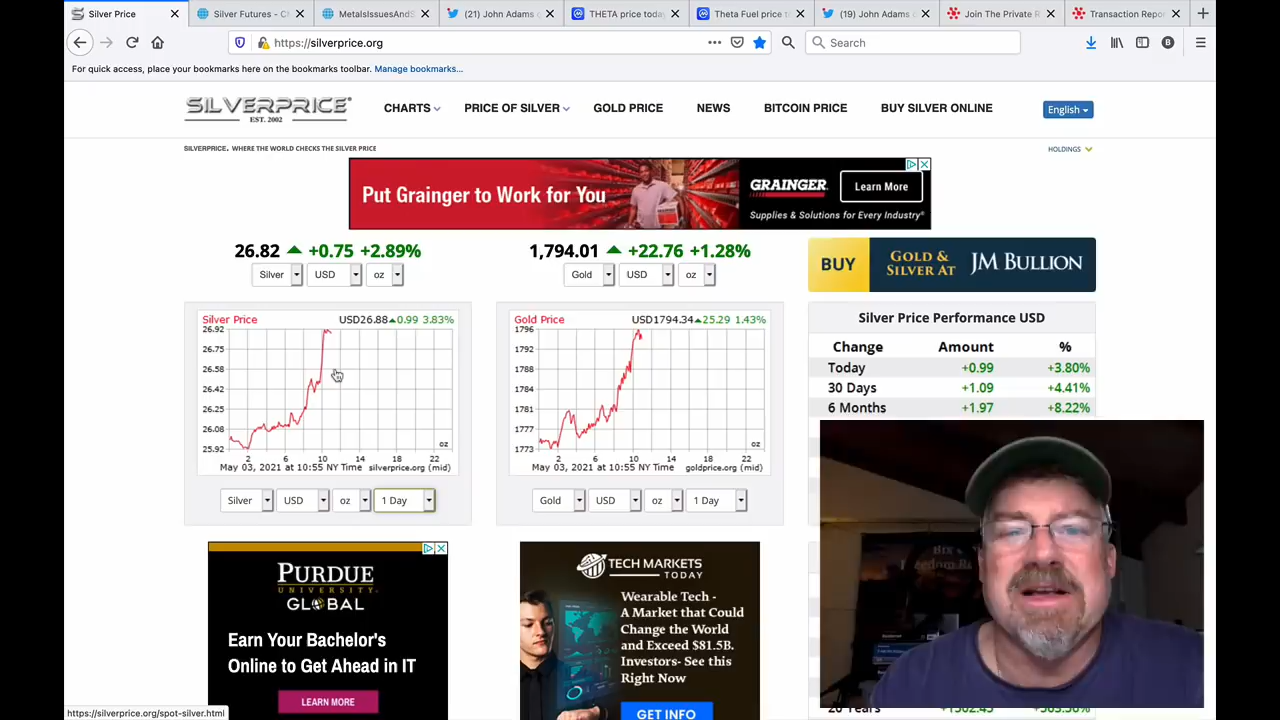 Silver Price
Silver Futures - C
MetalsIssuesAndS
(21) John Adams
THETA price toda
Theta Fuel price t
(19) John Adams
Join The Private R
Transaction Repo
https://silverprice.org
Search
For quick access, place your bookmarks here on the bookmarks toolbar. Manage bookmarks...
SILVERPRICE®
EST. 2002
CHARTS
PRICE OF SILVER
GOLD PRICE
NEWS
BITCOIN PRICE
BUY SILVER ONLINE
English
SILVERPRICE. WHERE THE WORLD CHECKS THE SILVER PRICE
HOLDINGS
Put Grainger to Work for You
GRAINGER
Supplies & Solutions for Every Industry®
Learn More
26.82 +0.75 +2.89%
Silver USD oz
1,794.01 +22.76 +1.28%
Gold USD oz
BUY GOLD & SILVER AT JM BULLION
Silver Price USD26.88 0.99 3.83%
26.92
26.75
26.58
26.42
26.25
26.08
25.92
oz
2 6 10 14 18 22
May 03, 2021 at 10:55 NY Time silverprice.org (mid)
Silver USD oz 1 Day
Gold Price USD1794.34 25.29 1.43%
1796
1792
1788
1784
1781
1777
1773
oz
2 6 10 14 18 22
May 03, 2021 at 10:55 NY Time goldprice.org (mid)
Gold USD oz 1 Day
Silver Price Performance USD
Change Amount %
Today +0.99 +3.80%
30 Days +1.09 +4.41%
6 Months +1.97 +8.22%
PURDUE
UNIVERSITY
GLOBAL
Earn Your Bachelor's
Online to Get Ahead in IT
LEARN MORE
TECH MARKETS
TODAY
Wearable Tech -
A Market that Could
Change the World
and Exceed $81.5B.
Investors- See this
Right Now
GET INFO
https://silverprice.org/spot-silver.html